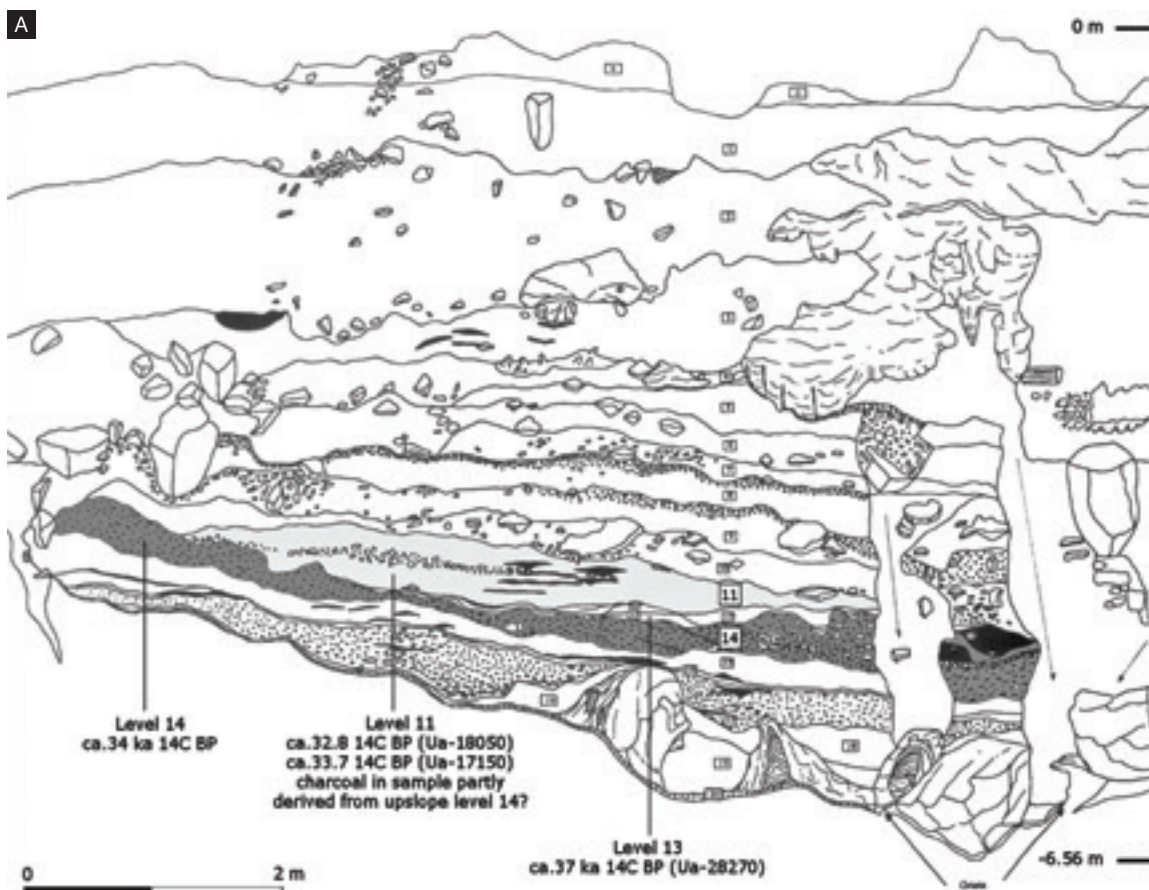 A
0 m
11
14
Level 14
ca.34 ka 14C BP
Level 11
ca.32.8 14C BP (Ua-18050)
ca.33.7 14C BP (Ua-17150)
charcoal in sample partly
derived from upslope level 14?
Level 13
ca.37 ka 14C BP (Ua-28270)
-6.56 m
0
2 m